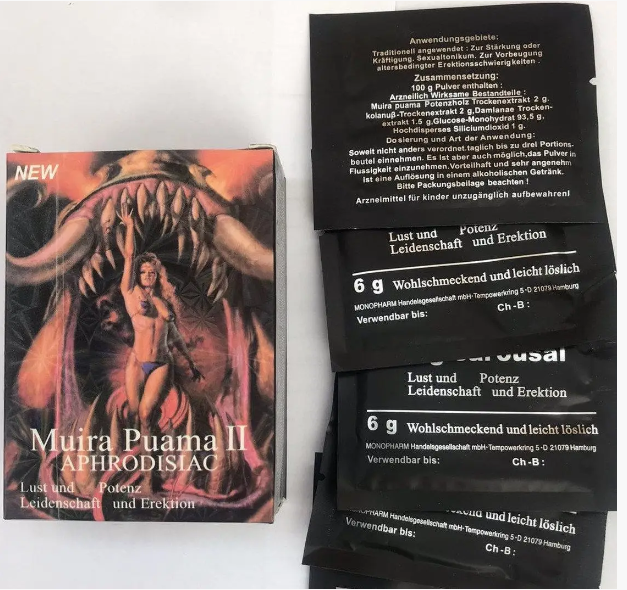 NEW
Muira Puama II
APHRODISIAC
Lust und Potenz
Leidenschaft und Erektion
Anwendungsgebiete:
Traditionell angewendet : Zur Stärkung oder
Kräftigung. Sexualtonikum. Zur Vorbeugung
altersbedingter Erektionsschwierigkeiten .
Zusammensetzung:
100 g Pulver enthalten :
Arzneilich Wirksame Bestandteile :
Muira puama Potenzholz Trockenextrakt 2 g.
kolanuß-Trockenextrakt 2 g.Damianae Trocken-
extrakt 1.5 g.Glucose-Monohydrat 93,5 g.
Hochdisperses Siliciumdioxid 1 g.
Dosierung und Art der Anwendung:
Soweit nicht anders verordnet.taglich bis zu drei Portions-
beutel einnehmen. Es ist aber auch möglich,das Pulver in
Flussigkeit einzunehmen.Vorteilhaft und sehr angenehm
ist eine Auflösung in einem alkoholischen Getränk.
Bitte Packungsbeilage beachten !
Arzneimittel für kinder unzugänglich aufbewahren!
Lust und Potenz
Leidenschaft und Erektion
6 g Wohlschmeckend und leicht löslich
MONOPHARM Handelsgesellschaft mbH·Tempowerkring 5·D 21079 Hamburg
Verwendbar bis: Ch-B :
Lust und Potenz
Leidenschaft und Erektion
6 g Wohlschmeckend und leicht löslich
MONOPHARM Handelsgesellschaft mbH·Tempowerkring 5·D 21079 Hamburg
Verwendbar bis: Ch-B :
und leicht löslich
MONOPHARM Handelsgesellschaft mbH·Tempowerkring 5·D 21079 Hamburg
Verwendbar bis: Ch-B :